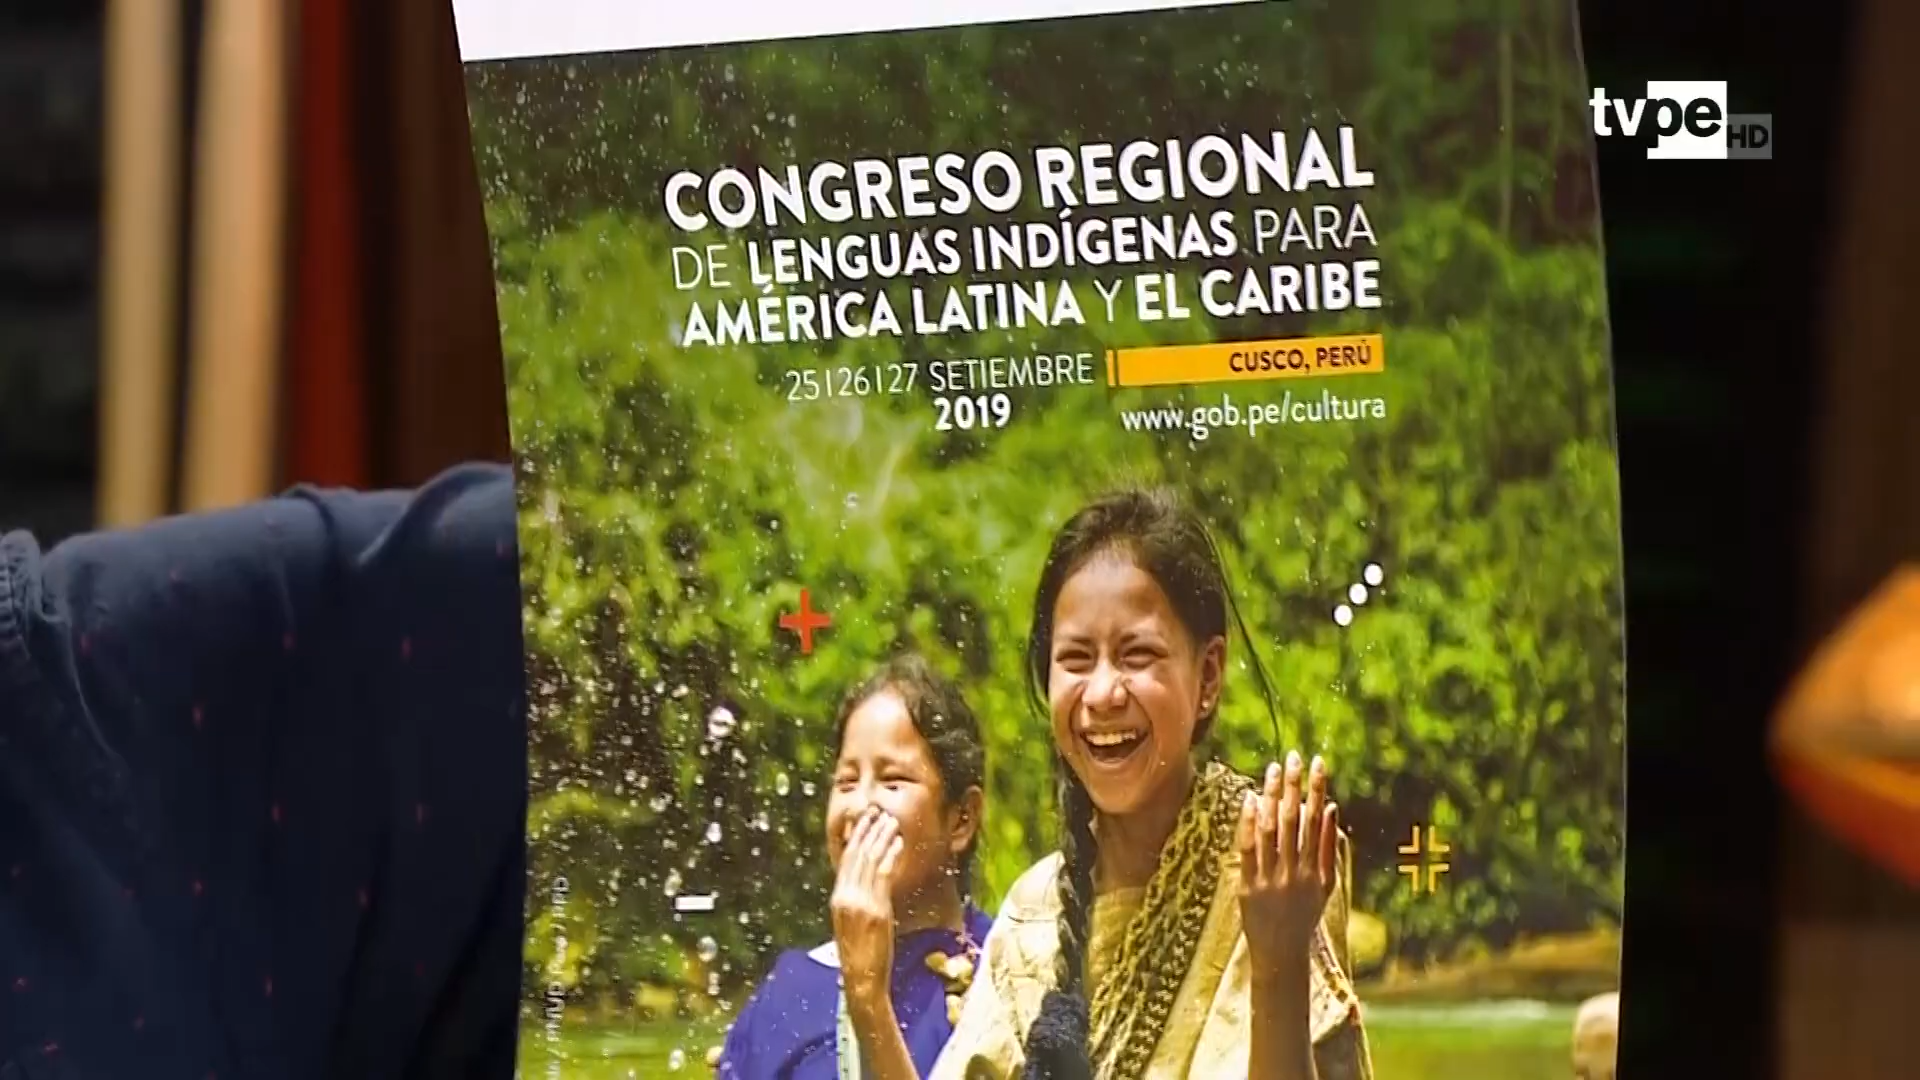 tvpe HD
CONGRESO REGIONAL
DE LENGUAS INDÍGENAS PARA
AMÉRICA LATINA Y EL CARIBE
25|26|27 SETIEMBRE
2019
CUSCO, PERÚ
www.gob.pe/cultura